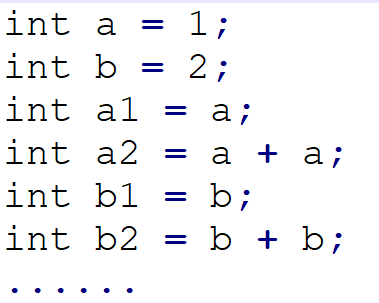 int a = 1;
int b = 2;
int a1 = a;
int a2 = a + a;
int b1 = b;
int b2 = b + b;
......